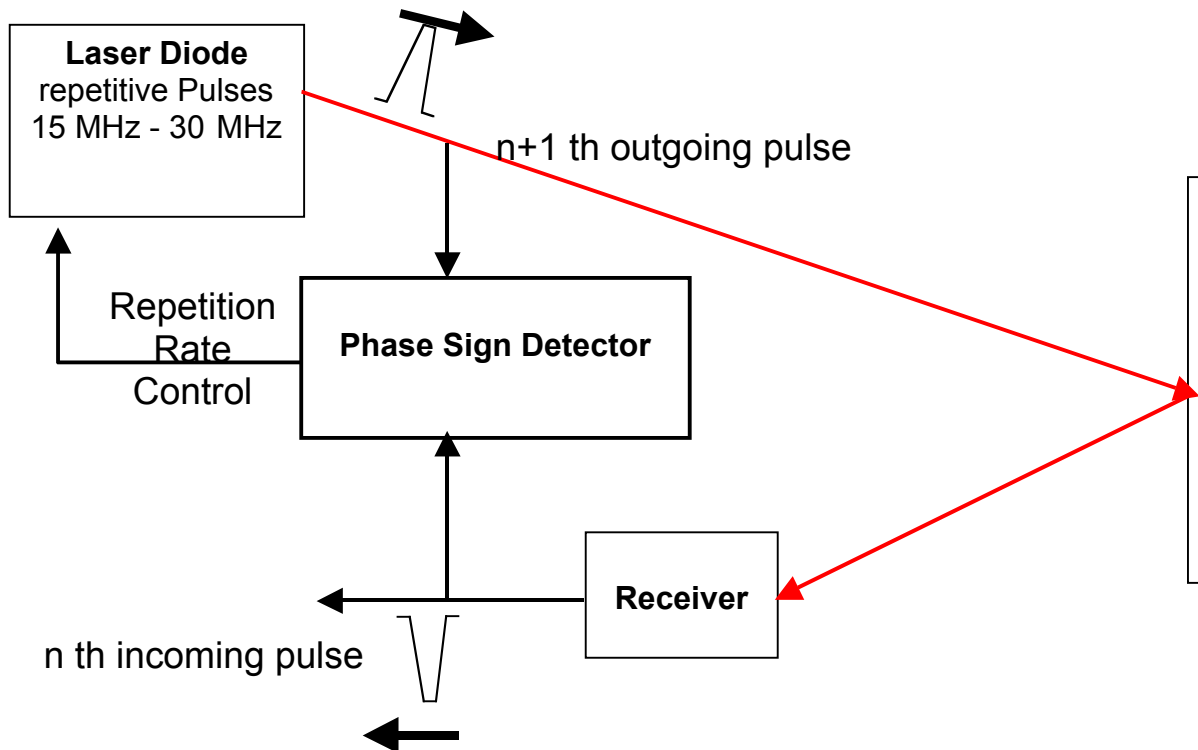 Laser Diode
repetitive Pulses
15 MHz - 30 MHz
n+1 th outgoing pulse
Repetition
Rate
Control
Phase Sign Detector
Receiver
n th incoming pulse